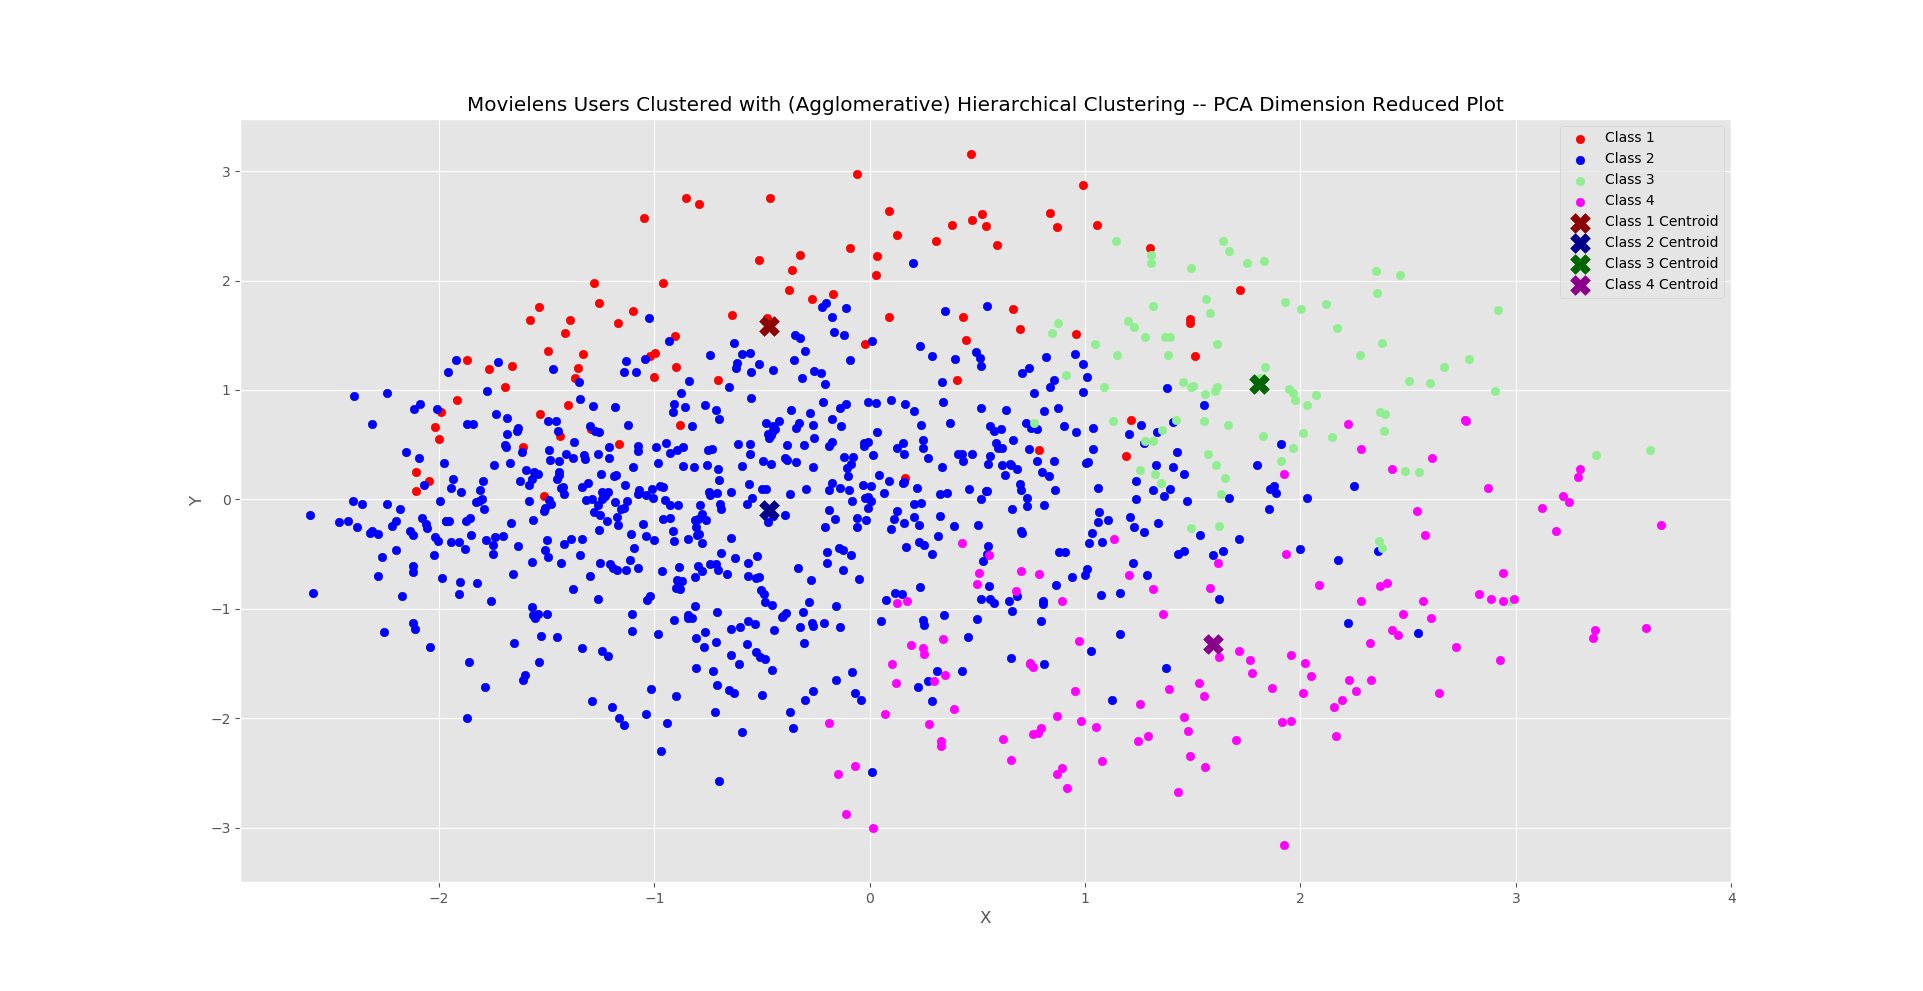 Movielens Users Clustered with (Agglomerative) Hierarchical Clustering -- PCA Dimension Reduced Plot
Class 1
Class 2
Class 3
Class 4
Class 1 Centroid
Class 2 Centroid
Class 3 Centroid
Class 4 Centroid
3
2
1
0
−1
−2
−3
Y
−2 −1 0 1 2 3 4
X